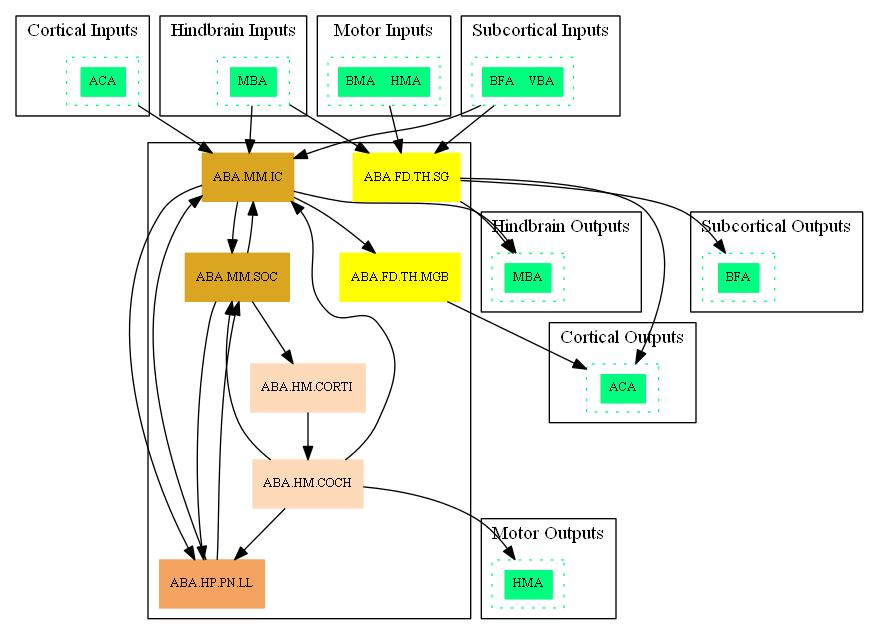 Cortical Inputs
Hindbrain Inputs
Motor Inputs
Subcortical Inputs
ACA
MBA
BMA HMA
BFA VBA
ABA.MM.IC
ABA.FD.TH.SG
Hindbrain Outputs
Subcortical Outputs
ABA.MM.SOC
ABA.FD.TH.MGB
MBA
BFA
Cortical Outputs
ABA.HM.CORTI
ACA
ABA.HM.COCH
Motor Outputs
ABA.HP.PN.LL
HMA